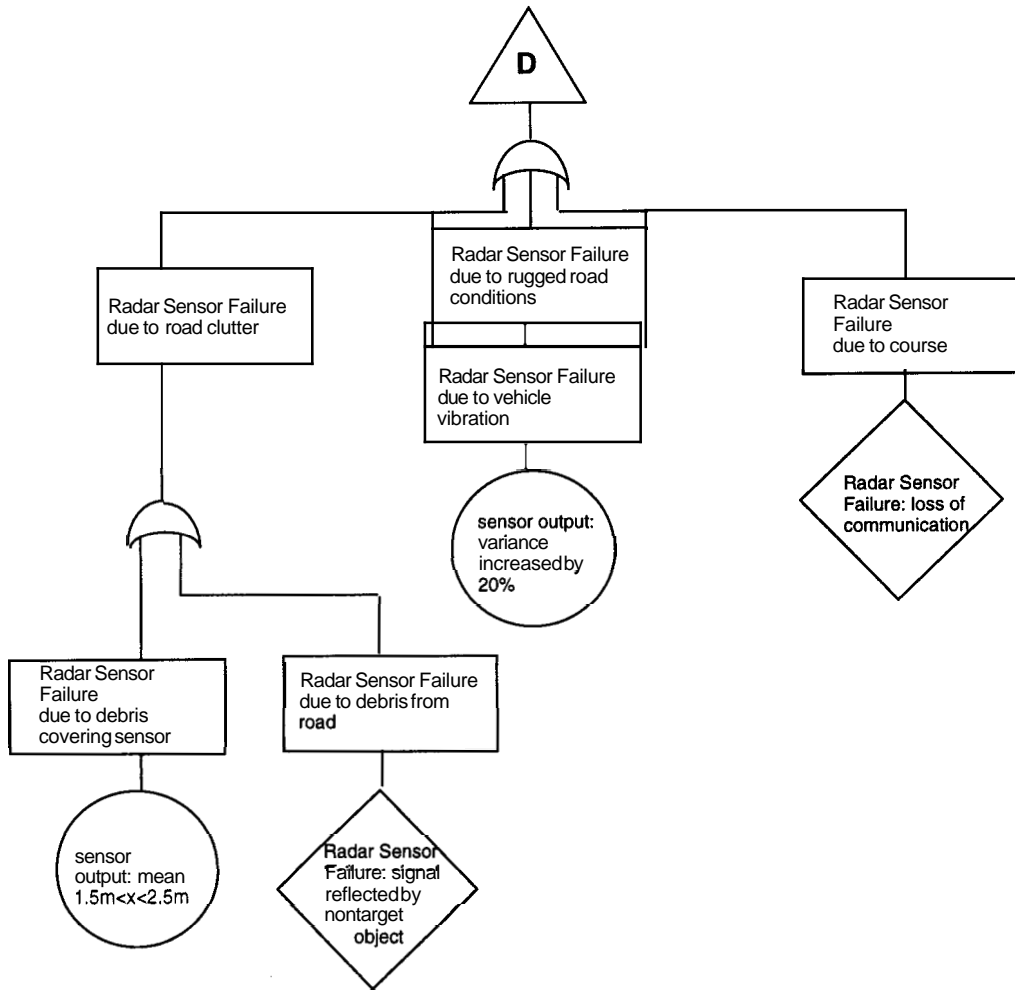 D
Radar Sensor Failure
due to road clutter
Radar Sensor Failure
due to rugged road
conditions
Radar Sensor
Failure
due to course
Radar Sensor Failure
due to vehicle
vibration
Radar Sensor
Failure: loss of
communication
sensor output:
variance
increased by
20%
Radar Sensor
Failure
due to debris
covering sensor
Radar Sensor Failure
due to debris from
road
sensor
output: mean
1.5m<x<2.5m
Radar Sensor
Failure: signal
reflected by
nontarget
object